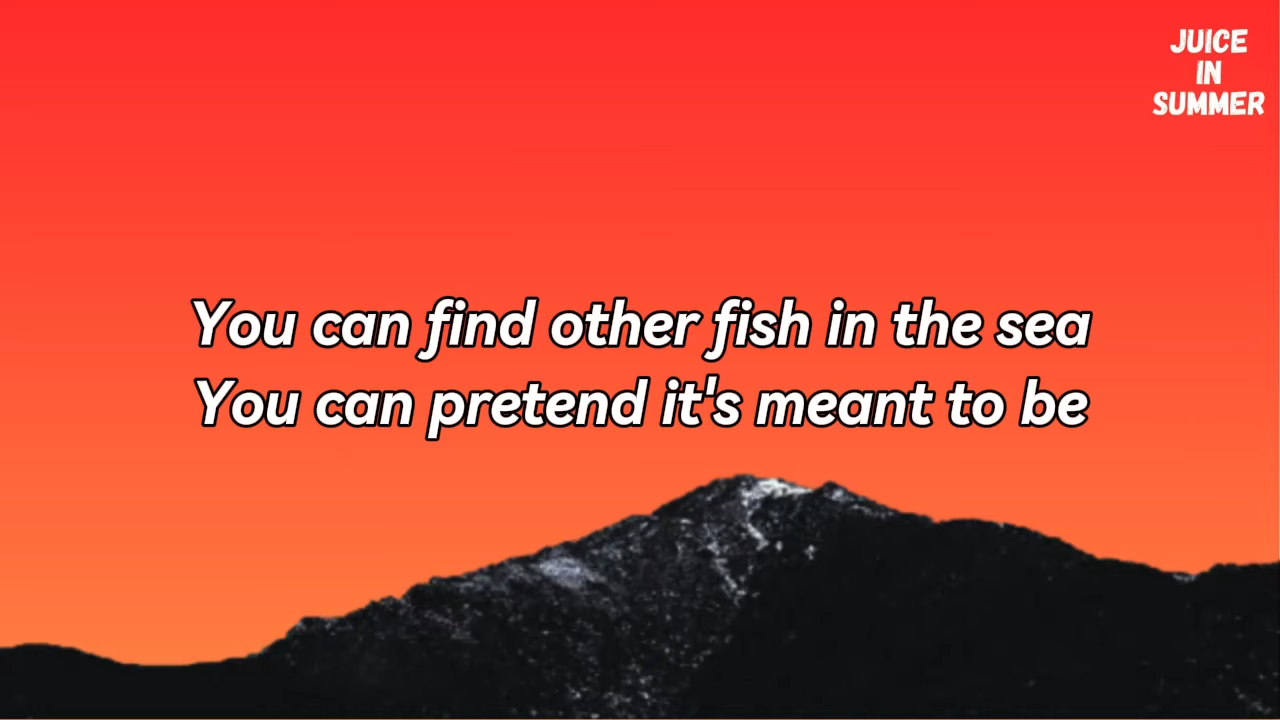 JUICE
IN
SUMMER
You can find other fish in the sea
You can pretend it's meant to be